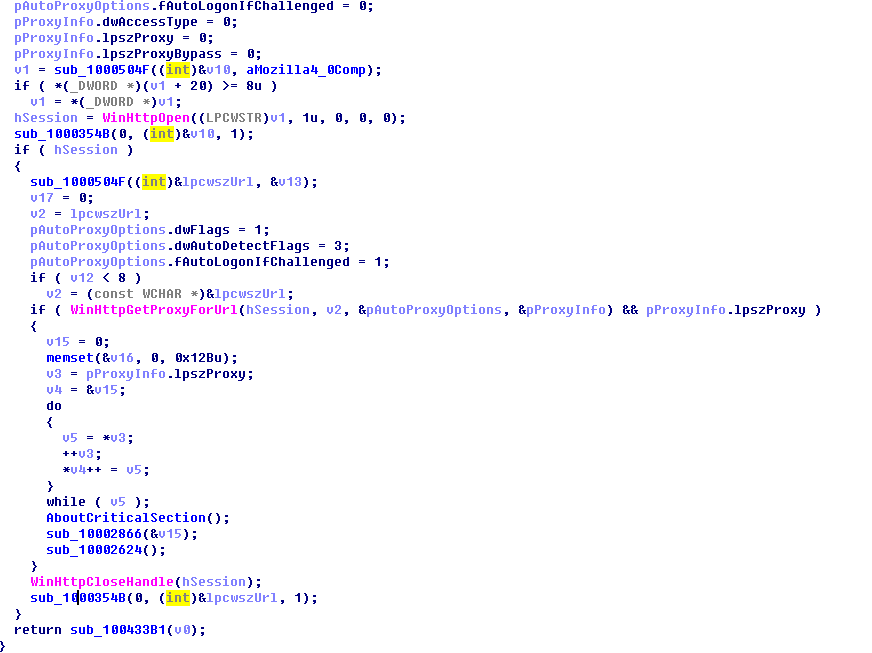 pAutoProxyOptions.fAutoLogonIfChallenged = 0;
pProxyInfo.dwAccessType = 0;
pProxyInfo.lpszProxy = 0;
pProxyInfo.lpszProxyBypass = 0;
v1 = sub_1000504F((int)&v10, aMozilla4_0Comp);
if ( *(_DWORD *)(v1 + 20) >= 8u )
v1 = *(_DWORD *)v1;
hSession = WinHttpOpen((LPCWSTR)v1, 1u, 0, 0, 0);
sub_1000354B(0, (int)&v10, 1);
if ( hSession )
{
sub_1000504F((int)&lpcwszUrl, &v13);
v17 = 0;
v2 = lpcwszUrl;
pAutoProxyOptions.dwFlags = 1;
pAutoProxyOptions.dwAutoDetectFlags = 3;
pAutoProxyOptions.fAutoLogonIfChallenged = 1;
if ( v12 < 8 )
v2 = (const WCHAR *)&lpcwszUrl;
if ( WinHttpGetProxyForUrl(hSession, v2, &pAutoProxyOptions, &pProxyInfo) && pProxyInfo.lpszProxy )
{
v15 = 0;
memset(&v16, 0, 0x12Bu);
v3 = pProxyInfo.lpszProxy;
v4 = &v15;
do
{
v5 = *v3;
++v3;
*v4++ = v5;
}
while ( v5 );
AboutCriticalSection();
sub_10002866(&v15);
sub_10002624();
}
WinHttpCloseHandle(hSession);
sub_1000354B(0, (int)&lpcwszUrl, 1);
}
return sub_100433B1(v0);
}